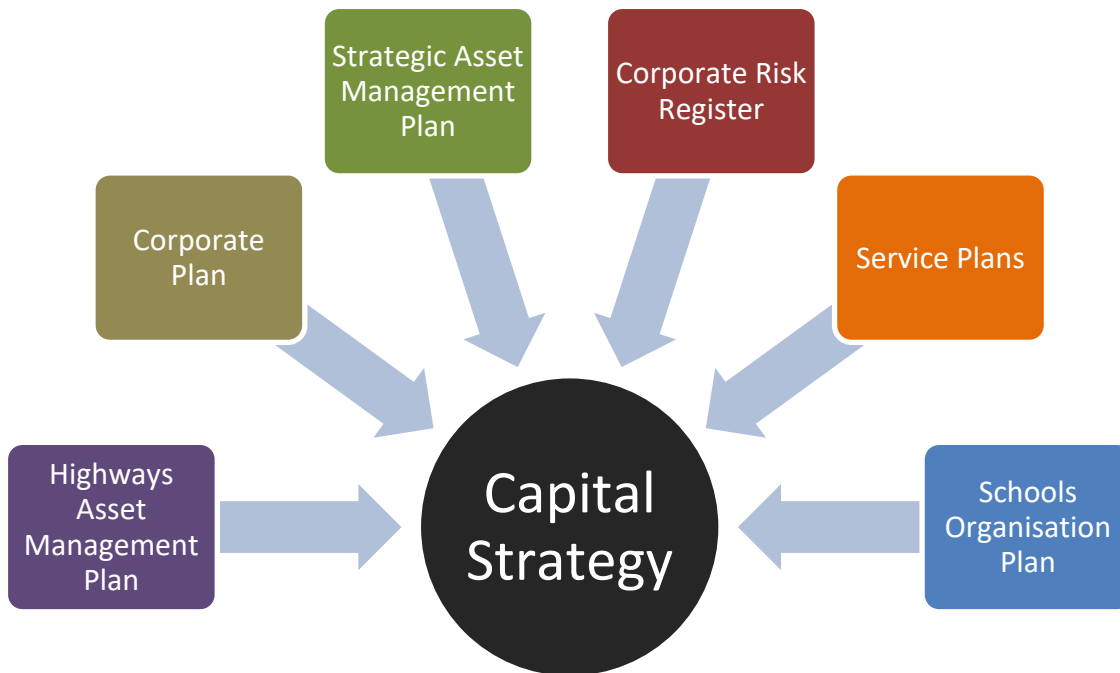 Strategic Asset
Management
Plan
Corporate Risk
Register
Corporate
Plan
Service Plans
Highways
Asset
Management
Plan
Capital
Strategy
Schools
Organisation
Plan